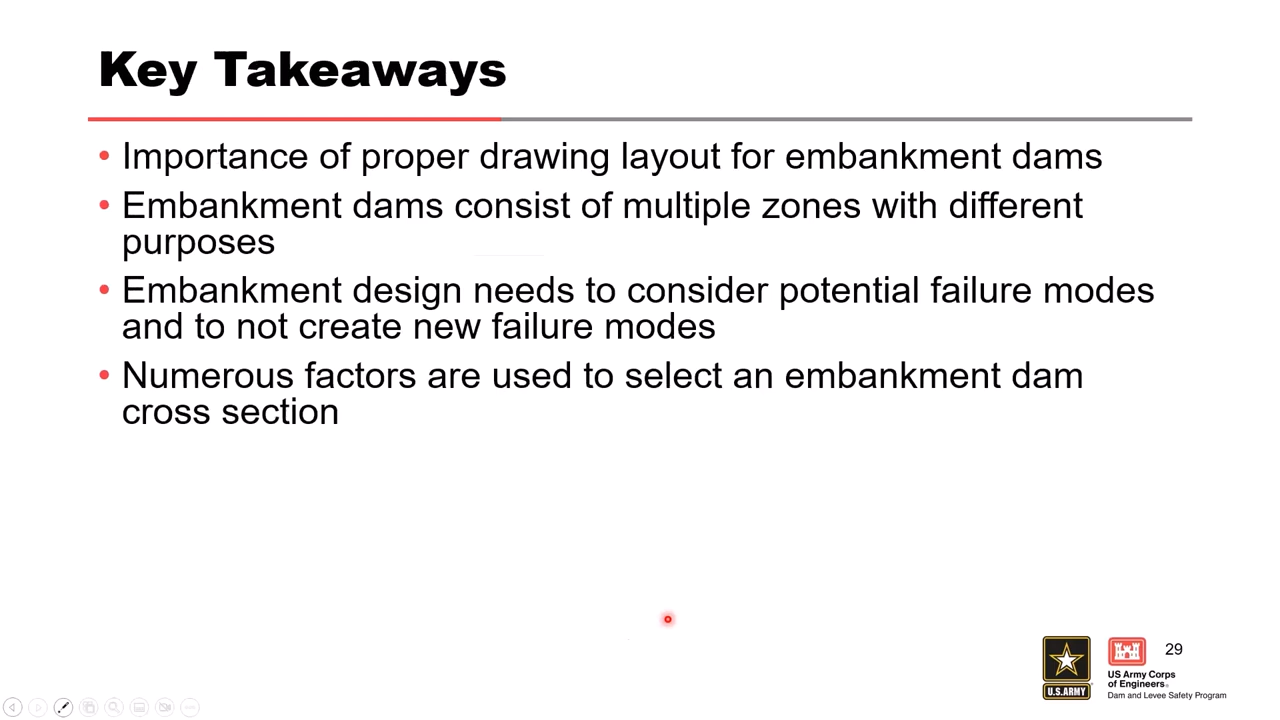 Key Takeaways
• Importance of proper drawing layout for embankment dams
• Embankment dams consist of multiple zones with different
purposes
• Embankment design needs to consider potential failure modes
and to not create new failure modes
• Numerous factors are used to select an embankment dam
cross section
29
U.S.ARMY
US Army Corps
of Engineers®
Dam and Levee Safety Program